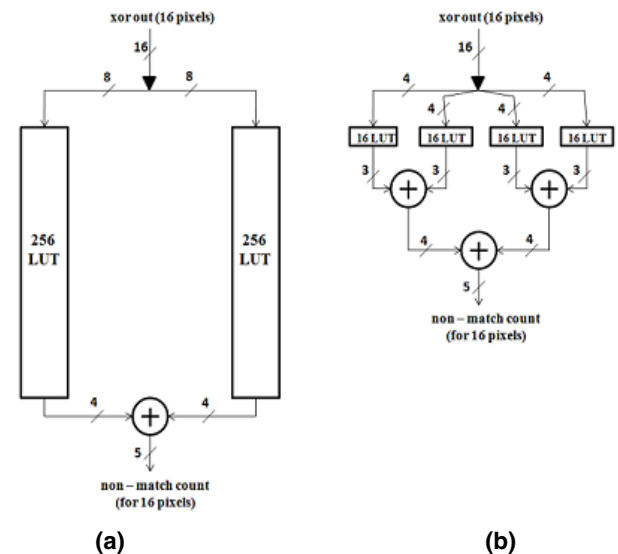 xor out (16 pixels)
16
8 8
256
LUT
256
LUT
4 4
+
5
non – match count
(for 16 pixels)
(a)
xor out (16 pixels)
16
4 4 4 4
16 LUT 16 LUT 16 LUT 16 LUT
3 3 3 3
+ +
4 4
+
5
non – match count
(for 16 pixels)
(b)